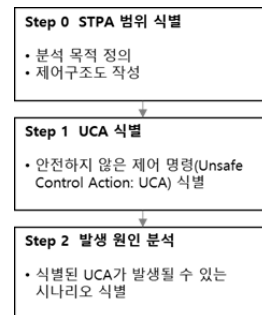 Step 0 STPA 범위 식별
• 분석 목적 정의
• 제어구조도 작성
Step 1 UCA 식별
• 안전하지 않은 제어 명령(Unsafe
Control Action: UCA) 식별
Step 2 발생 원인 분석
• 식별된 UCA가 발생될 수 있는
시나리오 식별